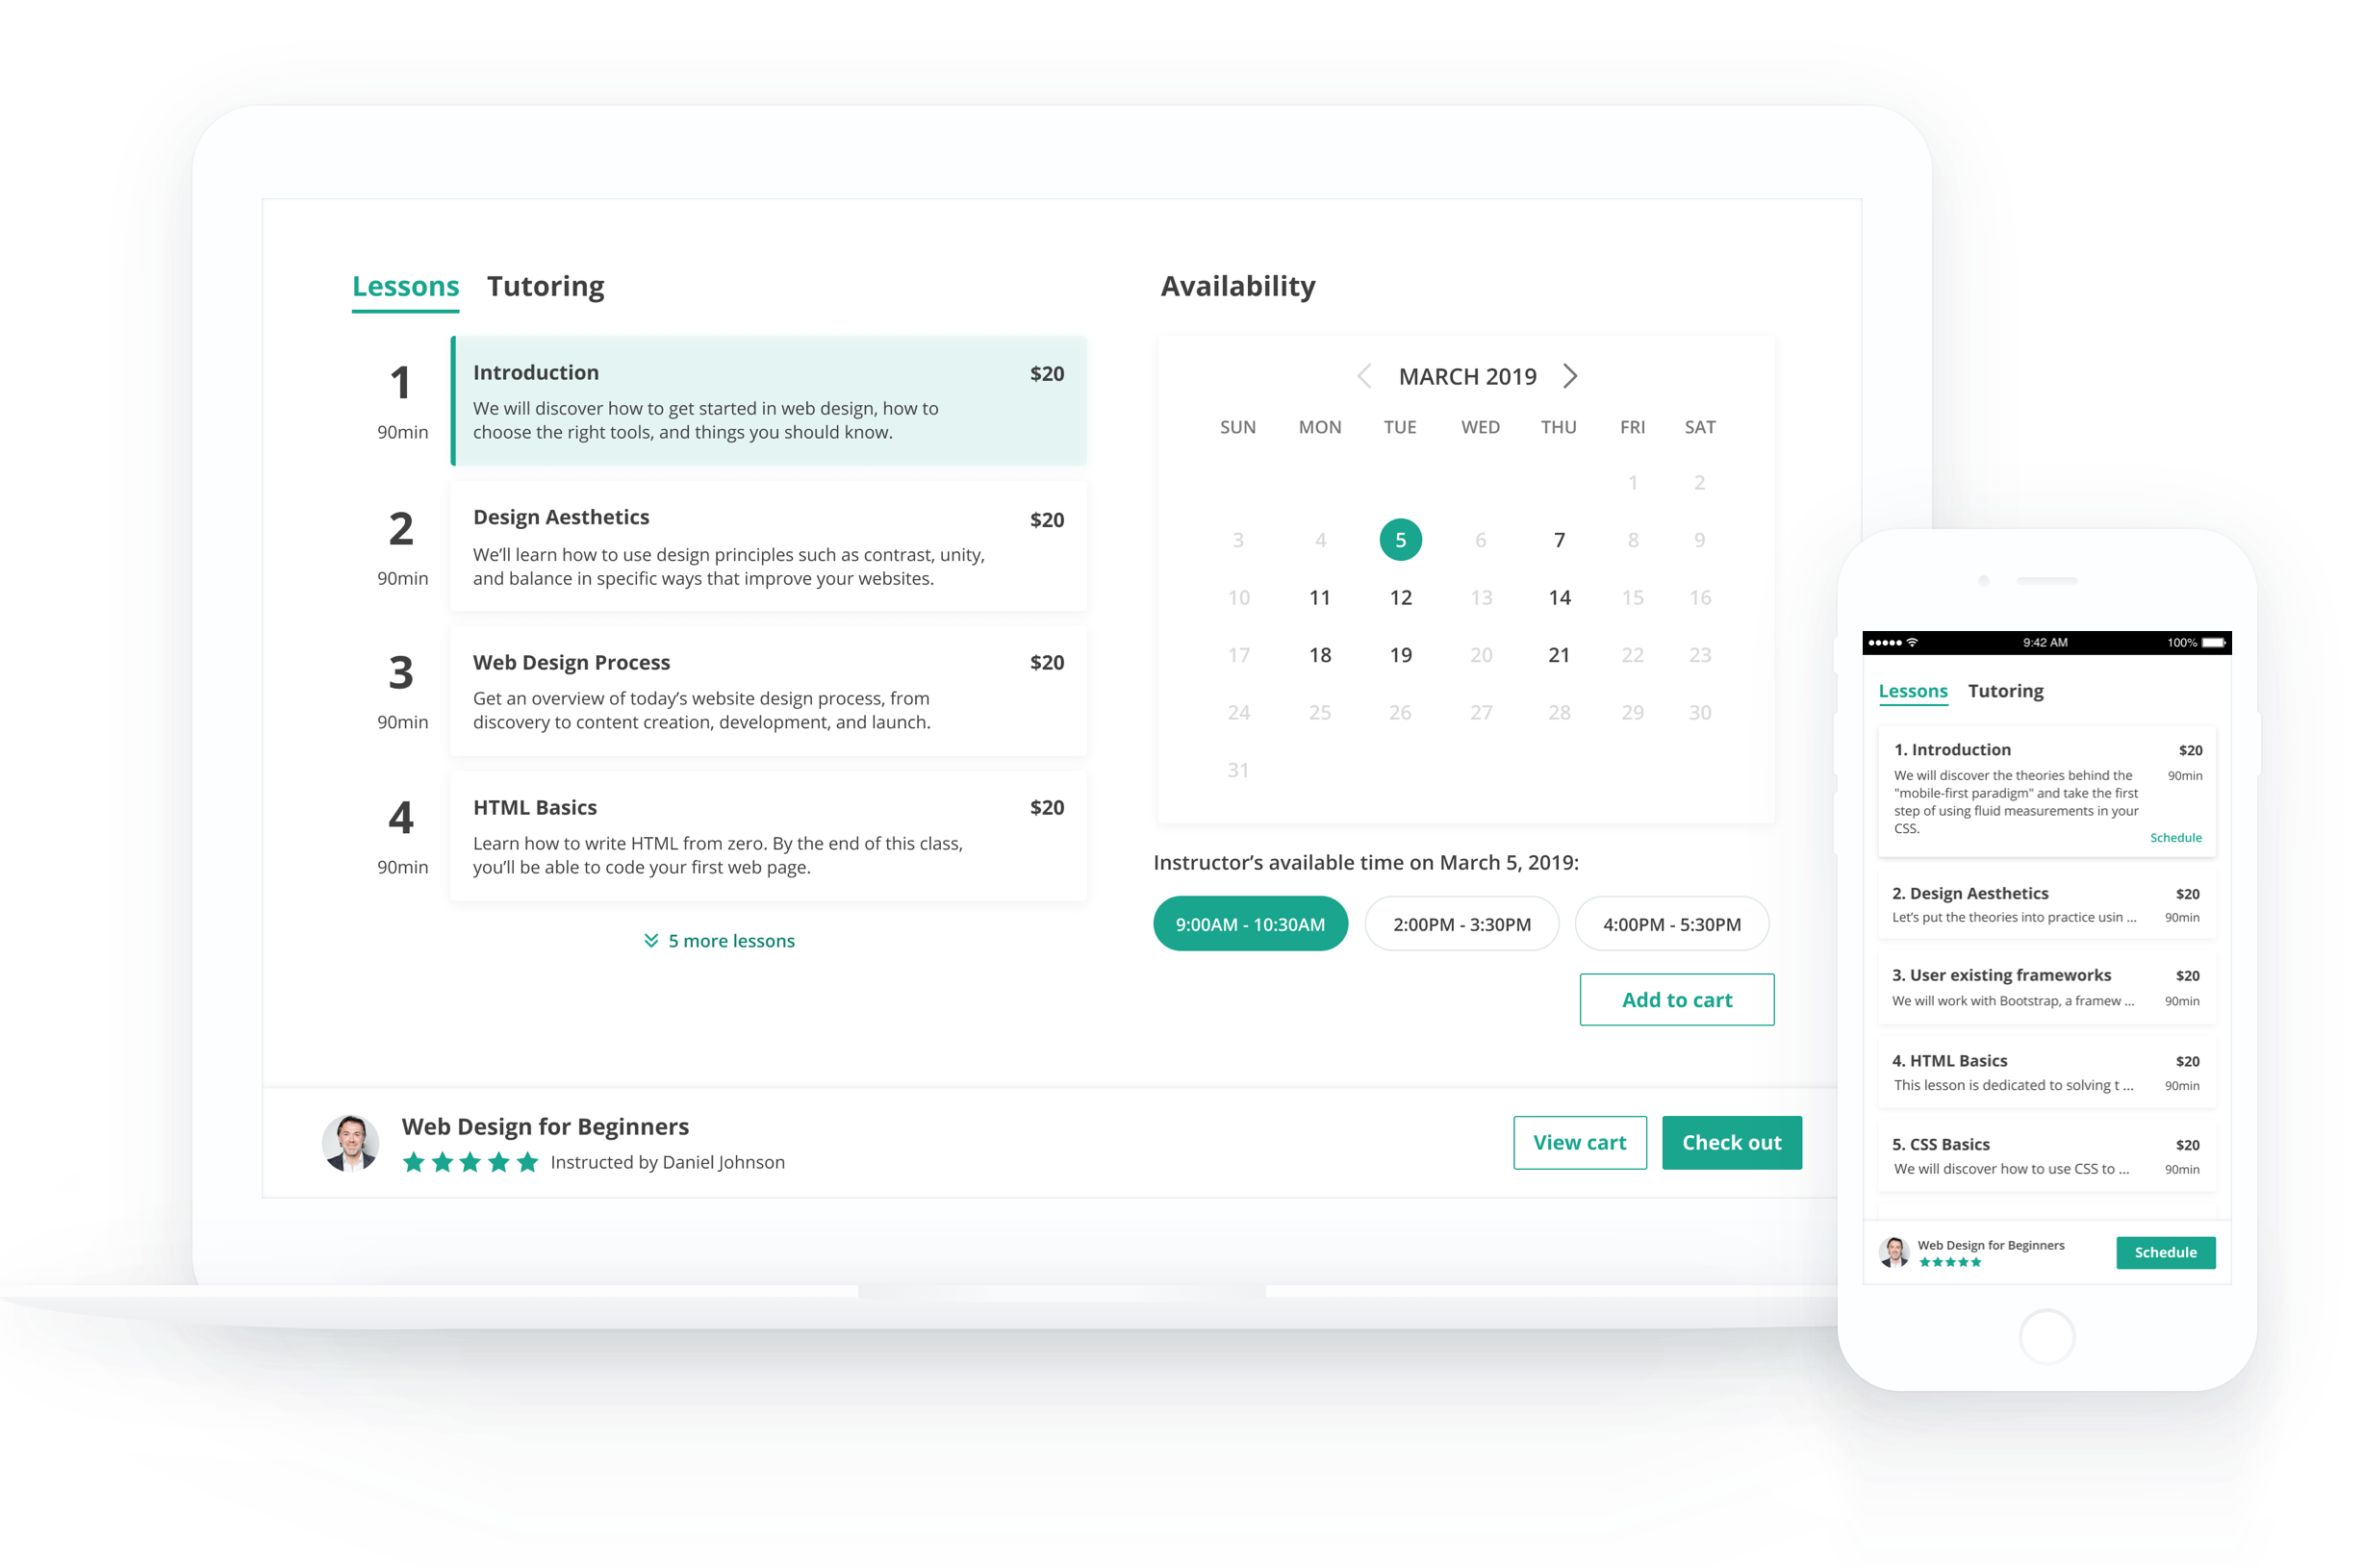 Lessons Tutoring
1
90min
Introduction $20
We will discover how to get started in web design, how to
choose the right tools, and things you should know.
2
90min
Design Aesthetics $20
We’ll learn how to use design principles such as contrast, unity,
and balance in specific ways that improve your websites.
3
90min
Web Design Process $20
Get an overview of today’s website design process, from
discovery to content creation, development, and launch.
4
90min
HTML Basics $20
Learn how to write HTML from zero. By the end of this class,
you’ll be able to code your first web page.
5 more lessons
Availability
MARCH 2019
SUN MON TUE WED THU FRI SAT
1 2
3 4 5 6 7 8 9
10 11 12 13 14 15 16
17 18 19 20 21 22 23
24 25 26 27 28 29 30
31
Instructor’s available time on March 5, 2019:
9:00AM - 10:30AM 2:00PM - 3:30PM 4:00PM - 5:30PM
Add to cart
Web Design for Beginners
Instructed by Daniel Johnson
View cart Check out
9:42 AM 100%
Lessons Tutoring
1. Introduction $20
We will discover the theories behind the 90min
"mobile-first paradigm" and take the first
step of using fluid measurements in your
CSS.
Schedule
2. Design Aesthetics $20
Let’s put the theories into practice usin ... 90min
3. User existing frameworks $20
We will work with Bootstrap, a framew ... 90min
4. HTML Basics $20
This lesson is dedicated to solving t ... 90min
5. CSS Basics $20
We will discover how to use CSS to ... 90min
Web Design for Beginners
Schedule